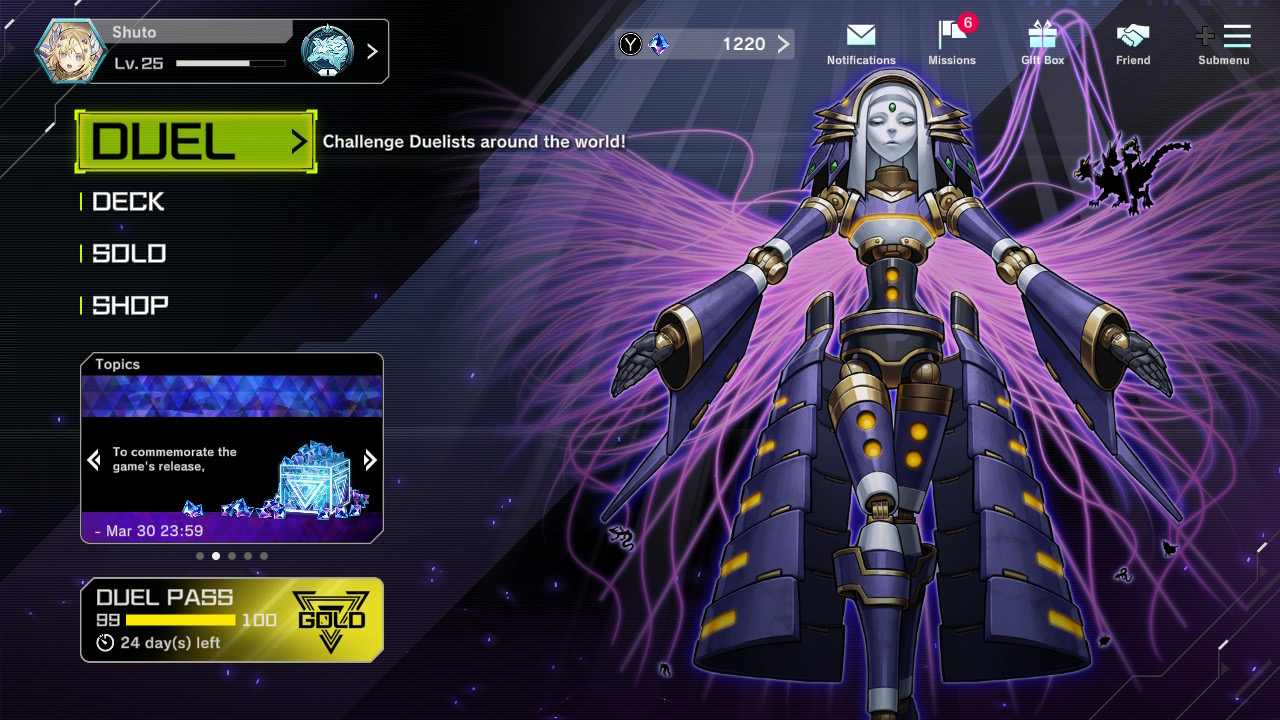 Shuto
Lv.25
1
Y
1220
Notifications
6
Missions
Gift Box
Friend
Submenu
DUEL
Challenge Duelists around the world!
DECK
SOLO
SHOP
Topics
To commemorate the
game's release,
- Mar 30 23:59
DUEL PASS
99
100
24 day(s) left
GOLD